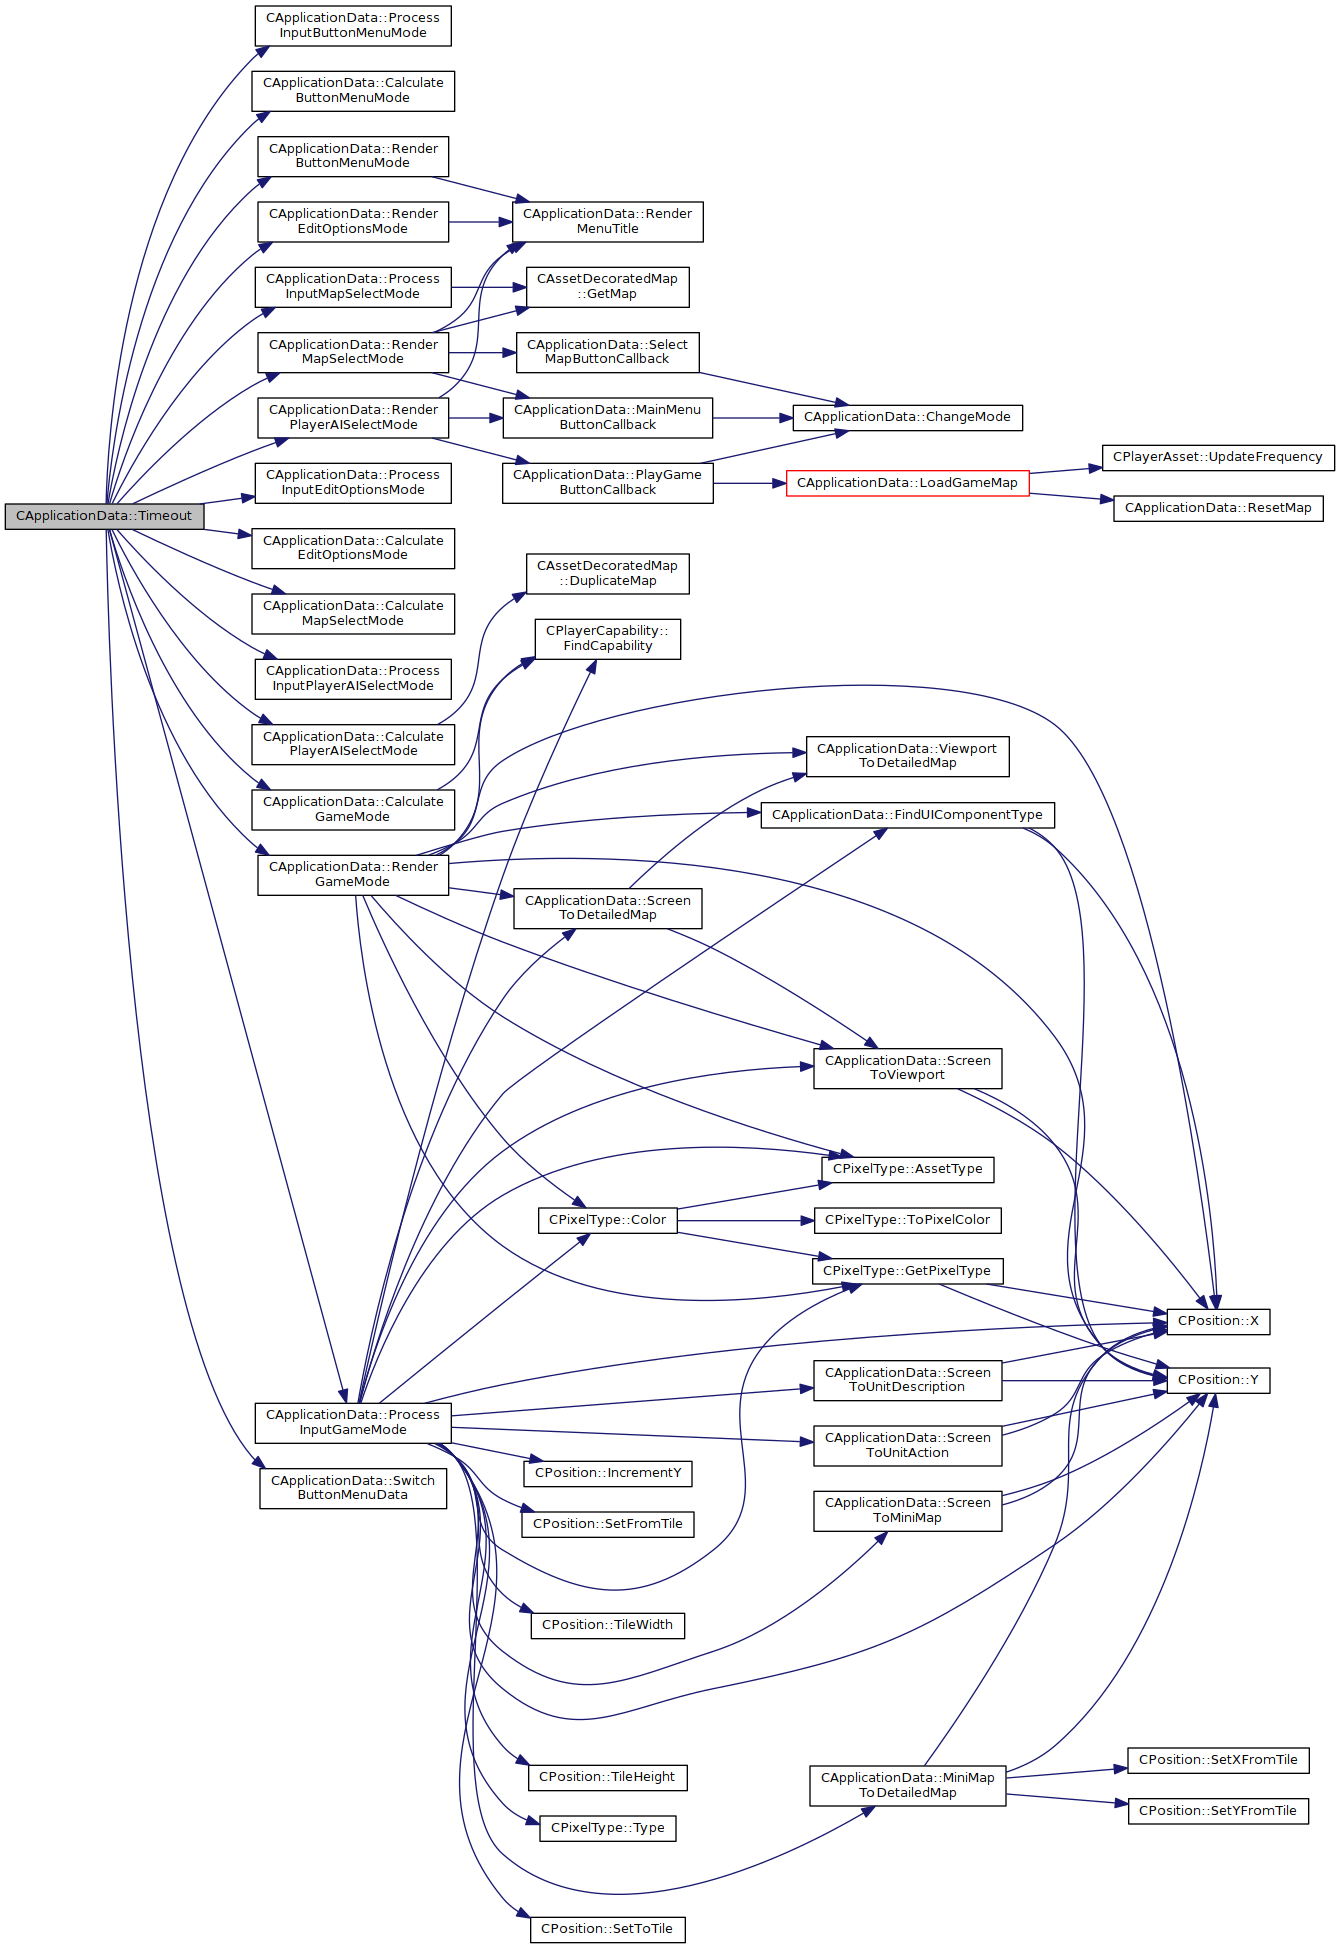 CApplicationData::Timeout
CApplicationData::Process
InputButtonMenuMode
CApplicationData::Calculate
ButtonMenuMode
CApplicationData::Render
ButtonMenuMode
CApplicationData::Render
EditOptionsMode
CApplicationData::Process
InputMapSelectMode
CApplicationData::Render
MapSelectMode
CApplicationData::Render
PlayerAISelectMode
CApplicationData::Process
InputEditOptionsMode
CApplicationData::Calculate
EditOptionsMode
CApplicationData::Calculate
MapSelectMode
CApplicationData::Process
InputPlayerAISelectMode
CApplicationData::Calculate
PlayerAISelectMode
CApplicationData::Calculate
GameMode
CApplicationData::Render
GameMode
CApplicationData::Process
InputGameMode
CApplicationData::Switch
ButtonMenuData
CApplicationData::Render
MenuTitle
CAssetDecoratedMap
::GetMap
CApplicationData::Select
MapButtonCallback
CApplicationData::MainMenu
ButtonCallback
CApplicationData::PlayGame
ButtonCallback
CAssetDecoratedMap
::DuplicateMap
CPlayerCapability::
FindCapability
CApplicationData::Screen
ToDetailedMap
CPixelType::Color
CPosition::IncrementY
CPosition::SetFromTile
CPosition::TileWidth
CPosition::TileHeight
CPixelType::Type
CPosition::SetToTile
CApplicationData::ChangeMode
CApplicationData::LoadGameMap
CApplicationData::Viewport
ToDetailedMap
CApplicationData::FindUIComponentType
CApplicationData::Screen
ToViewport
CPixelType::AssetType
CPixelType::ToPixelColor
CPixelType::GetPixelType
CApplicationData::Screen
ToUnitDescription
CApplicationData::Screen
ToUnitAction
CApplicationData::Screen
ToMiniMap
CApplicationData::MiniMap
ToDetailedMap
CPlayerAsset::UpdateFrequency
CApplicationData::ResetMap
CPosition::X
CPosition::Y
CPosition::SetXFromTile
CPosition::SetYFromTile